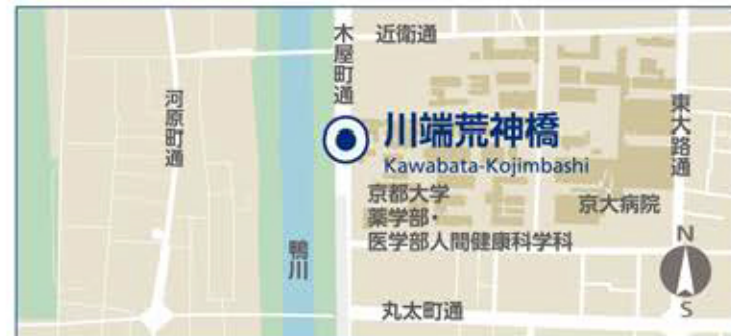 木屋町通
近衛通
河原町通
川端荒神橋
Kawabata-Kojimbashi
東大路通
京都大学
薬学部・
医学部人間健康科学科
京大病院
鴨川
N
S
丸太町通